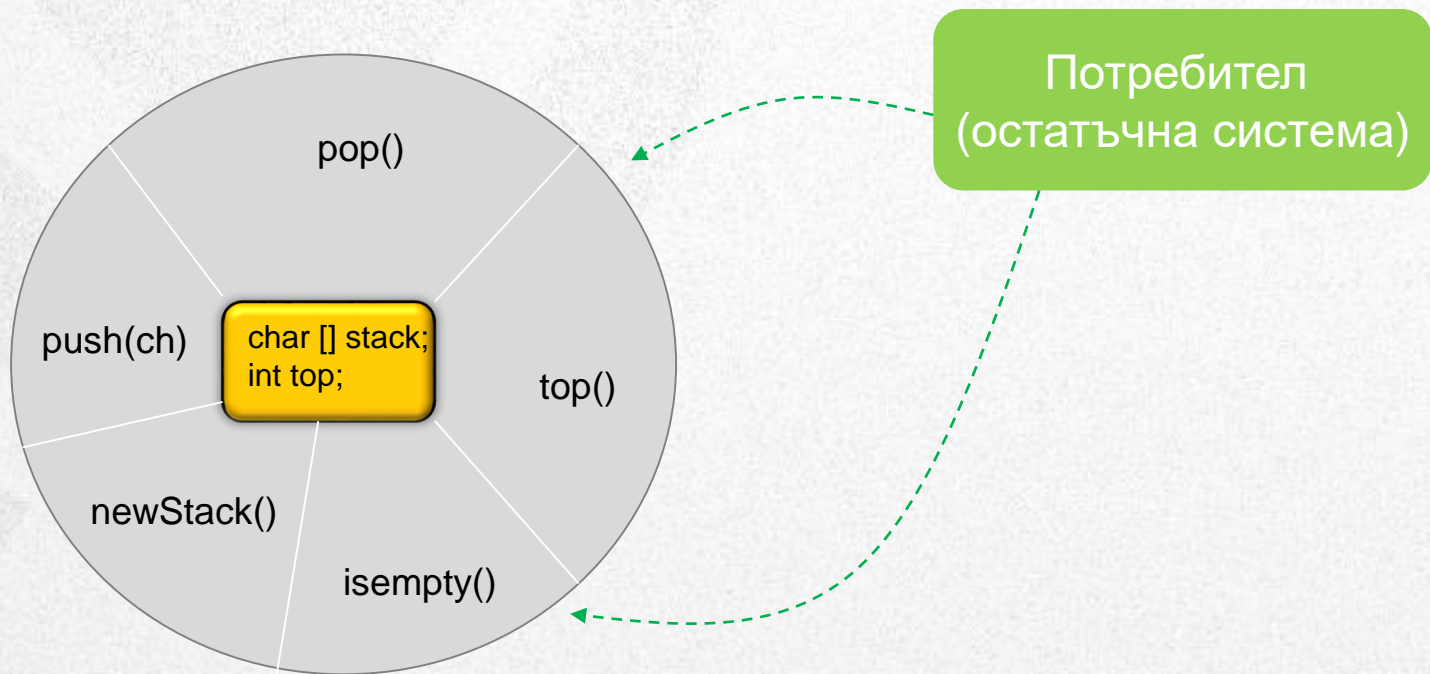 Потребител
(остатъчна система)
pop()
push(ch)
char [] stack;
int top;
top()
newStack()
isempty()